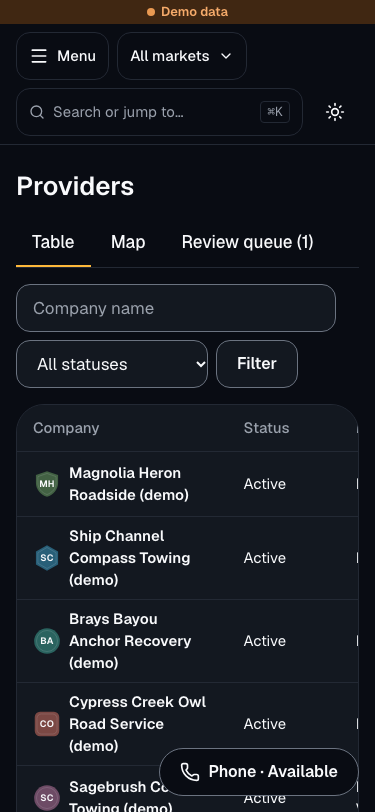 Demo data
Menu
All markets
Search or jump to…
⌘K
Providers
Table
Map
Review queue (1)
Company name
All statuses
Filter
Company
Status
MH
Magnolia Heron
Roadside (demo)
Active
SC
Ship Channel
Compass Towing
(demo)
Active
BA
Brays Bayou
Anchor Recovery
(demo)
Active
CO
Cypress Creek Owl
Road Service
(demo)
Active
SC
Sagebrush
Towing (demo)
Active
Phone · Available